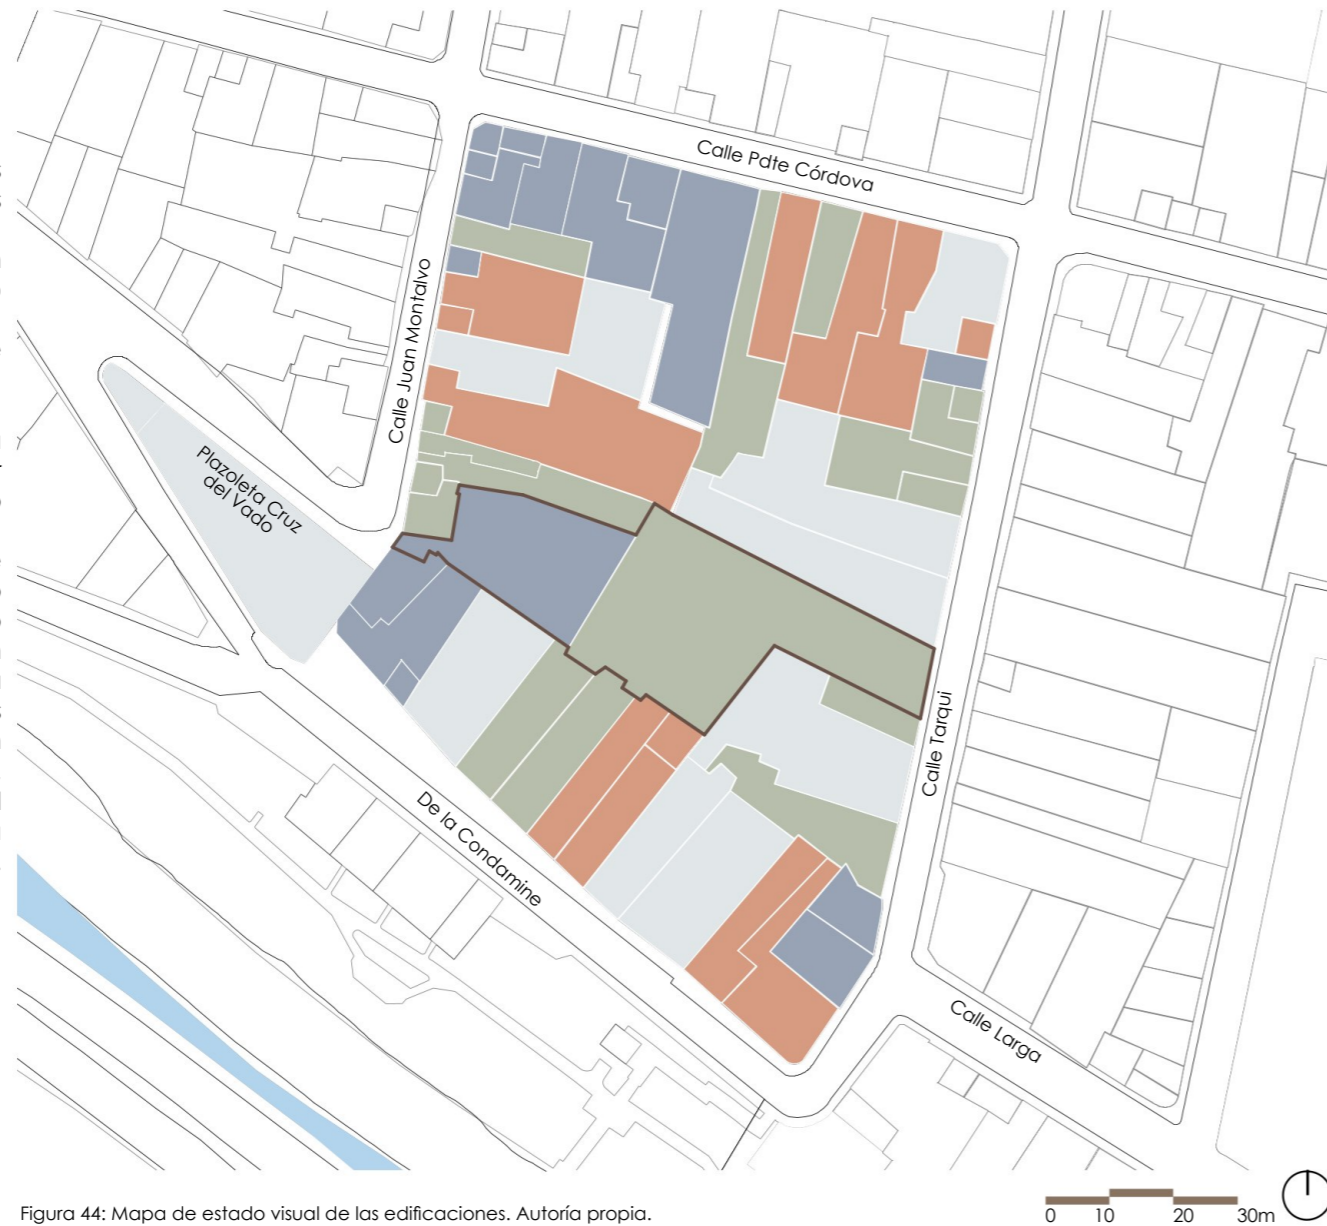 Calle Pdte Córdova
Calle Juan Montalvo
Plazoleta Cruz
del Vado
Calle Tarqui
De la Condamine
Calle Larga
Figura 44: Mapa de estado visual de las edificaciones. Autoría propia.
0 10 20 30m